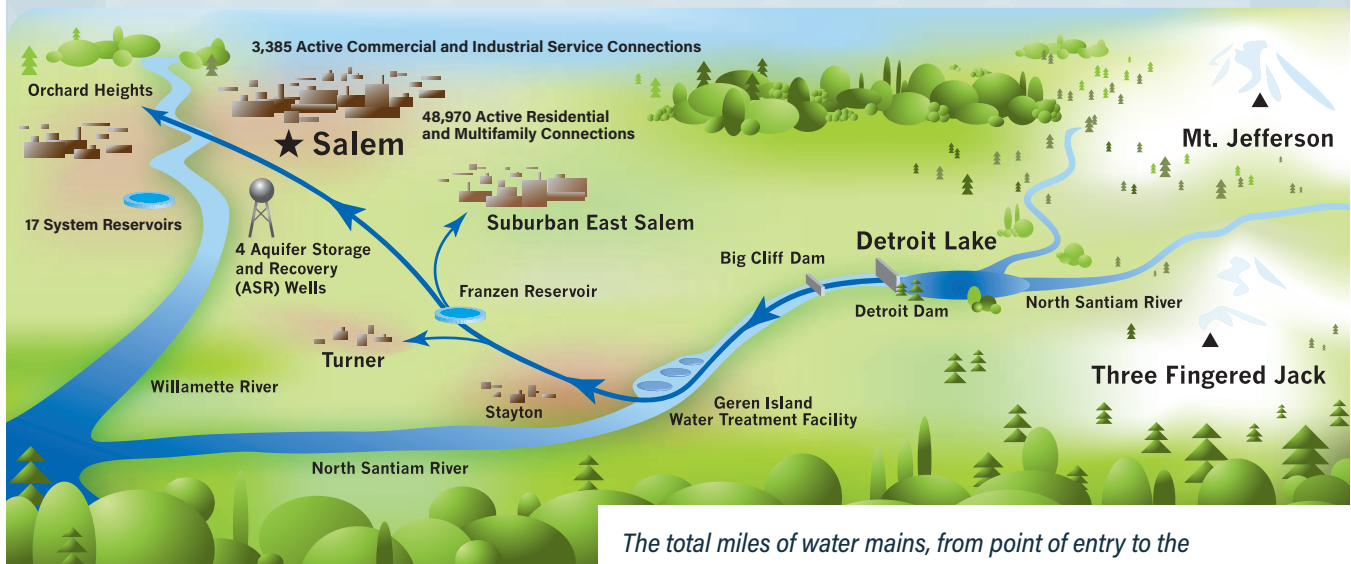 3,385 Active Commercial and Industrial Service Connections
Orchard Heights
48,970 Active Residential
and Multifamily Connections
★ Salem
Mt. Jefferson
17 System Reservoirs
Suburban East Salem
4 Aquifer Storage
and Recovery
(ASR) Wells
Detroit Lake
Big Cliff Dam
Franzen Reservoir
North Santiam River
Detroit Dam
Turner
Three Fingered Jack
Willamette River
Stayton
Geren Island
Water Treatment Facility
North Santiam River
The total miles of water mains, from point of entry to the